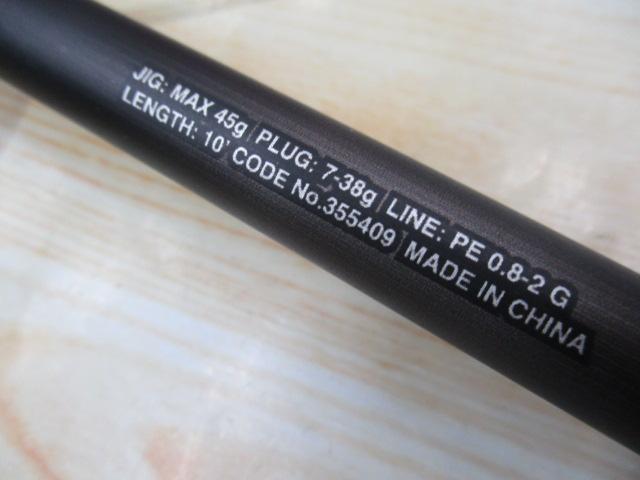 JIG: MAX 45g | PLUG: 7-38g | LINE: PE 0.8-2 G
LENGTH: 10' CODE No.355409 | MADE IN CHINA